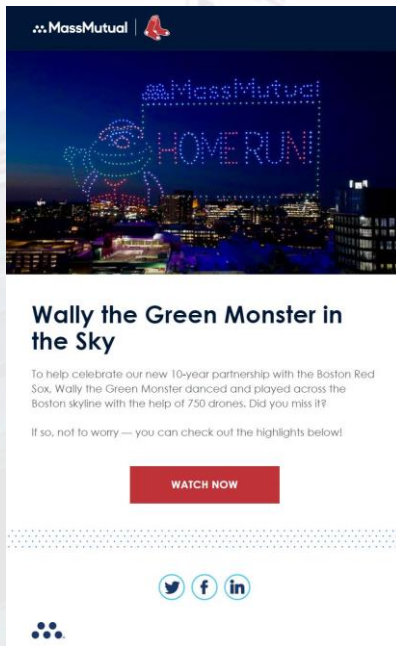 MassMutual
MassMutual
HOME RUN!
Wally the Green Monster in
the Sky
To help celebrate our new 10-year partnership with the Boston Red
Sox, Wally the Green Monster danced and played across the
Boston skyline with the help of 750 drones. Did you miss it?
If so, not to worry — you can check out the highlights below!
WATCH NOW